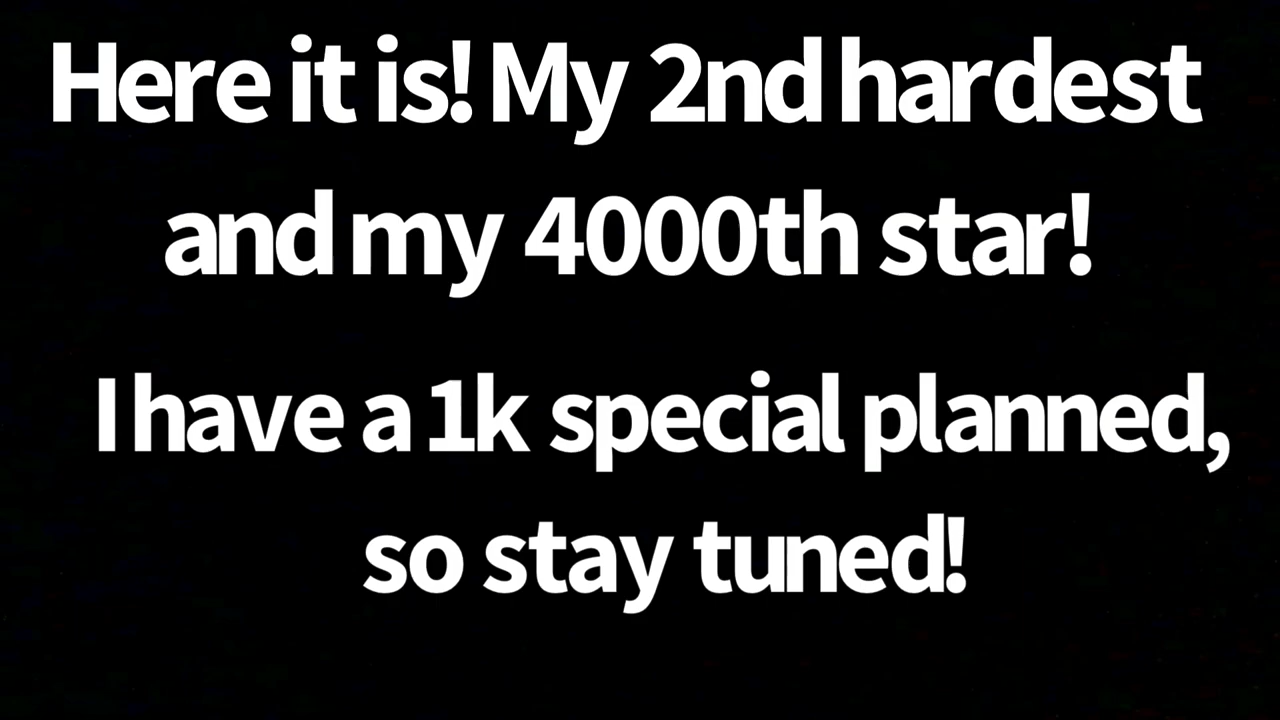 Here it is! My 2nd hardest
and my 4000th star!
I have a 1k special planned,
so stay tuned!